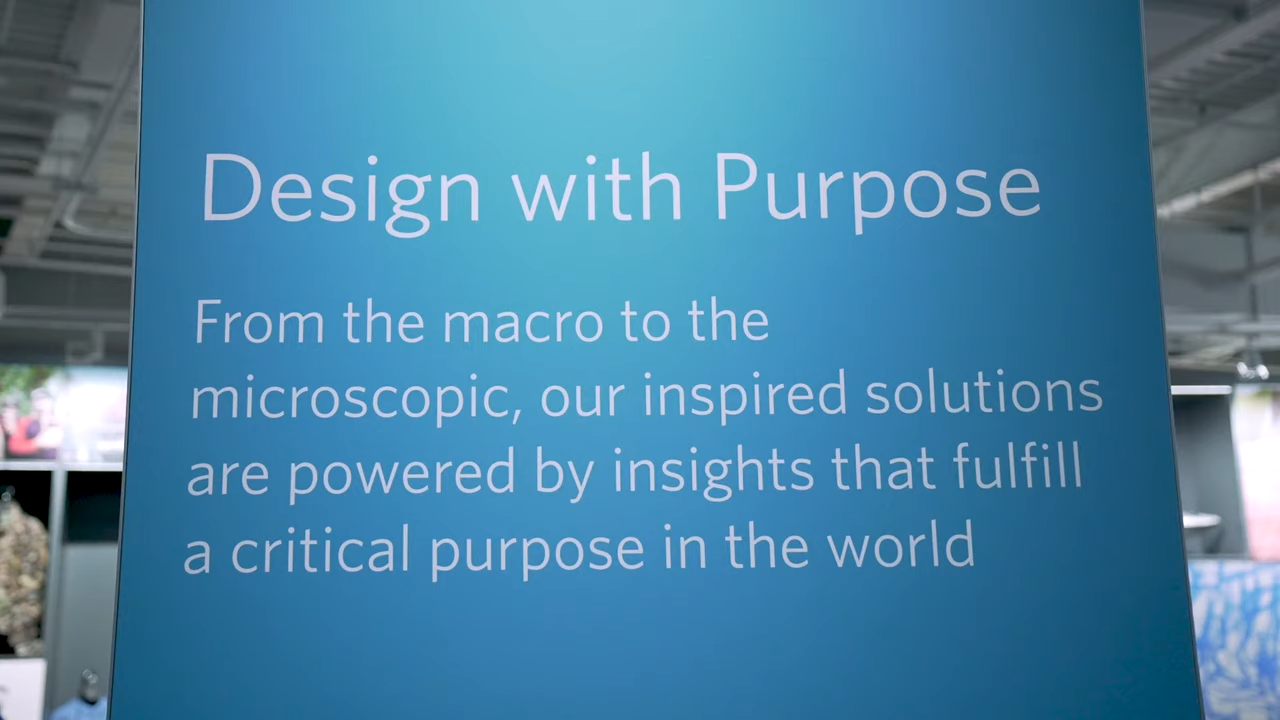 Design with Purpose
From the macro to the
microscopic, our inspired solutions
are powered by insights that fulfill
a critical purpose in the world